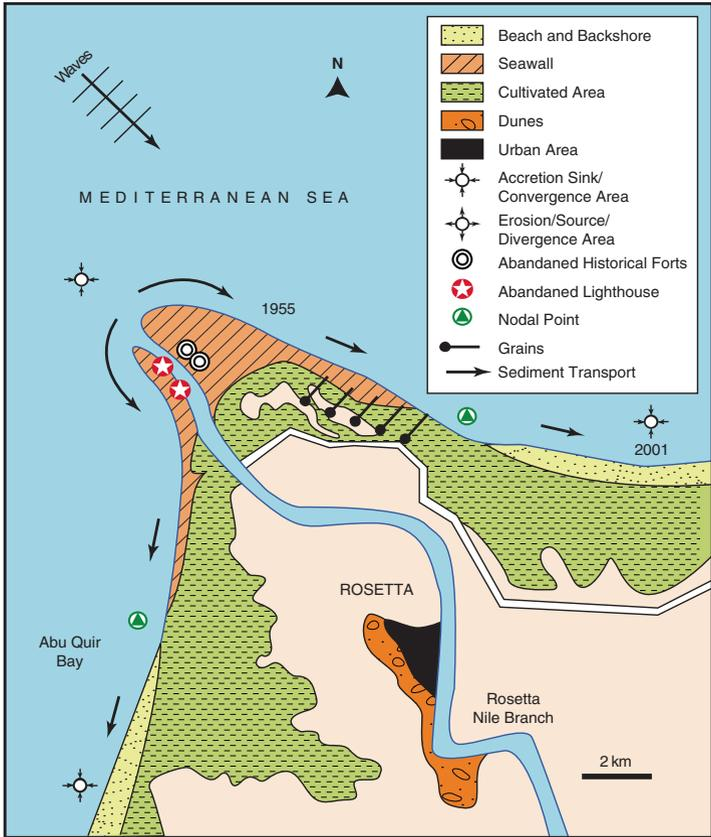 Waves
N
MEDITERRANEAN SEA
Beach and Backshore
Seawall
Cultivated Area
Dunes
Urban Area
Accretion Sink/
Convergence Area
Erosion/Source/
Divergence Area
Abandaned Historical Forts
Abandaned Lighthouse
Nodal Point
Grains
Sediment Transport
1955
2001
ROSETTA
Abu Quir
Bay
Rosetta
Nile Branch
2 km